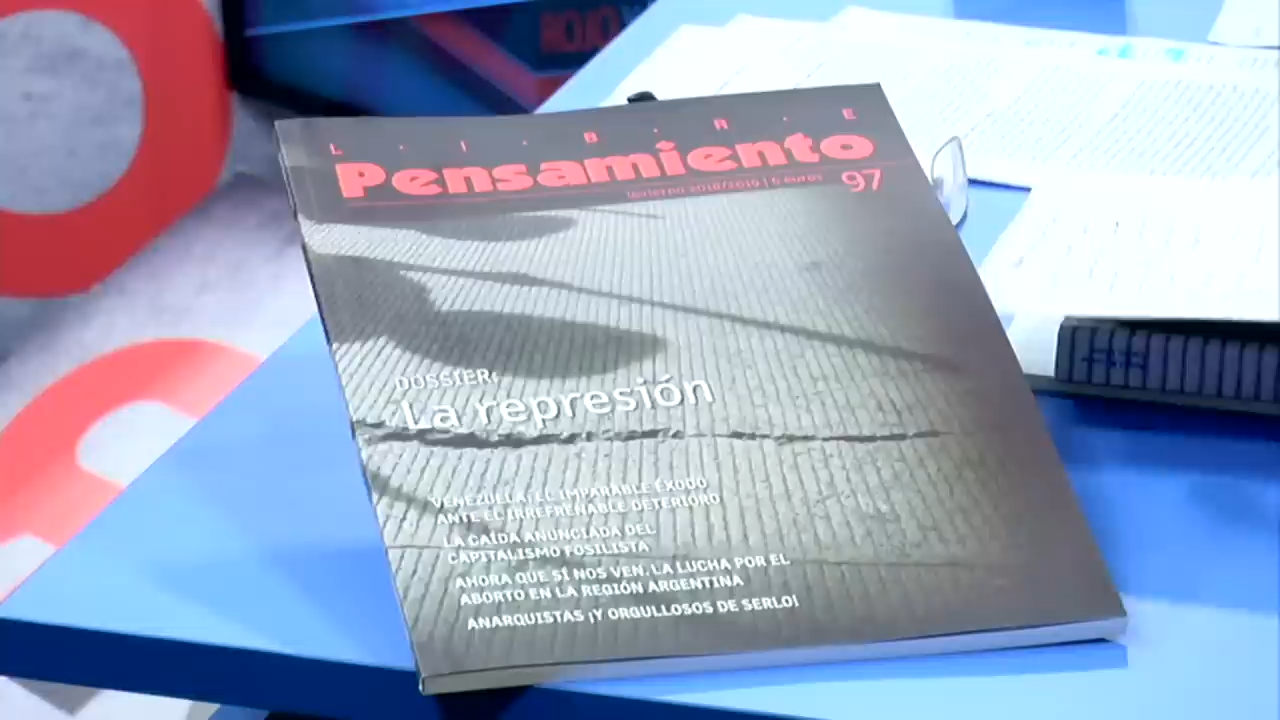 L · I · B · R · E
Pensamiento
Invierno 2018/2019 | 6 euros 97
DOSSIER:
La represión
VENEZUELA: EL IMPARABLE ÉXODO
ANTE EL IRREFRENABLE DETERIORO
LA CAÍDA ANUNCIADA DEL
CAPITALISMO FOSILISTA
AHORA QUE SÍ NOS VEN. LA LUCHA POR EL
ABORTO EN LA REGIÓN ARGENTINA
ANARQUISTAS ¡Y ORGULLOSOS DE SERLO!